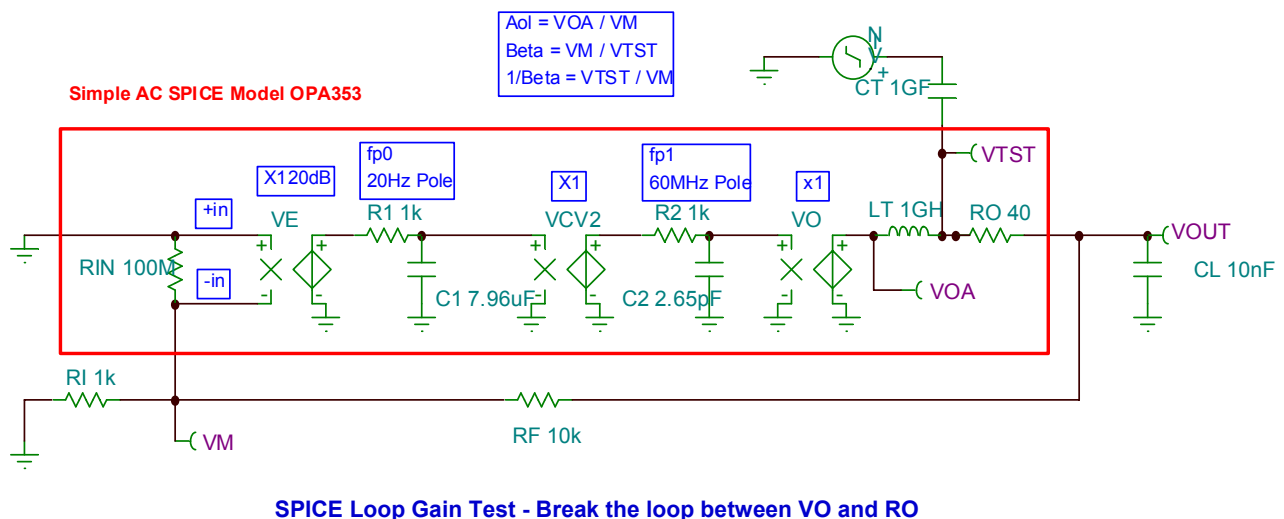 Aol = VOA / VM
Beta = VM / VTST
1/Beta = VTST / VM
N
V
+
CT 1GF
Simple AC SPICE Model OPA353
VTST
fp0
20Hz Pole
fp1
60MHz Pole
X120dB
X1
x1
+in
VE
R1 1k
VCV2
R2 1k
VO
LT 1GH
RO 40
VOUT
RIN 100M
+
+
+
+
+
+
CL 10nF
-in
-
-
-
-
-
-
C1 7.96uF
C2 2.65pF
VOA
RI 1k
VM
RF 10k
SPICE Loop Gain Test - Break the loop between VO and RO